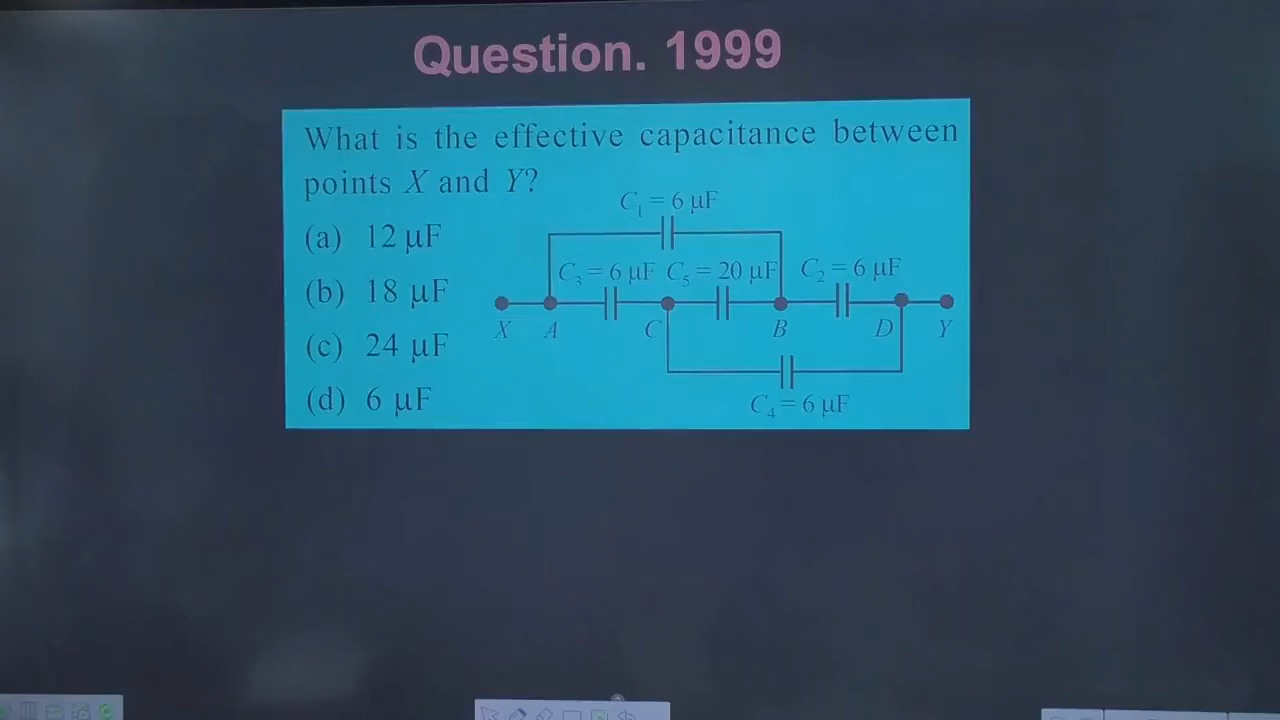 Question. 1999
What is the effective capacitance between
points X and Y?
(a) 12 μF
(b) 18 μF
(c) 24 μF
(d) 6 μF
C₁ = 6 μF
C₃ = 6 μF C₅ = 20 μF C₂ = 6 μF
X A C B D Y
C₄ = 6 μF